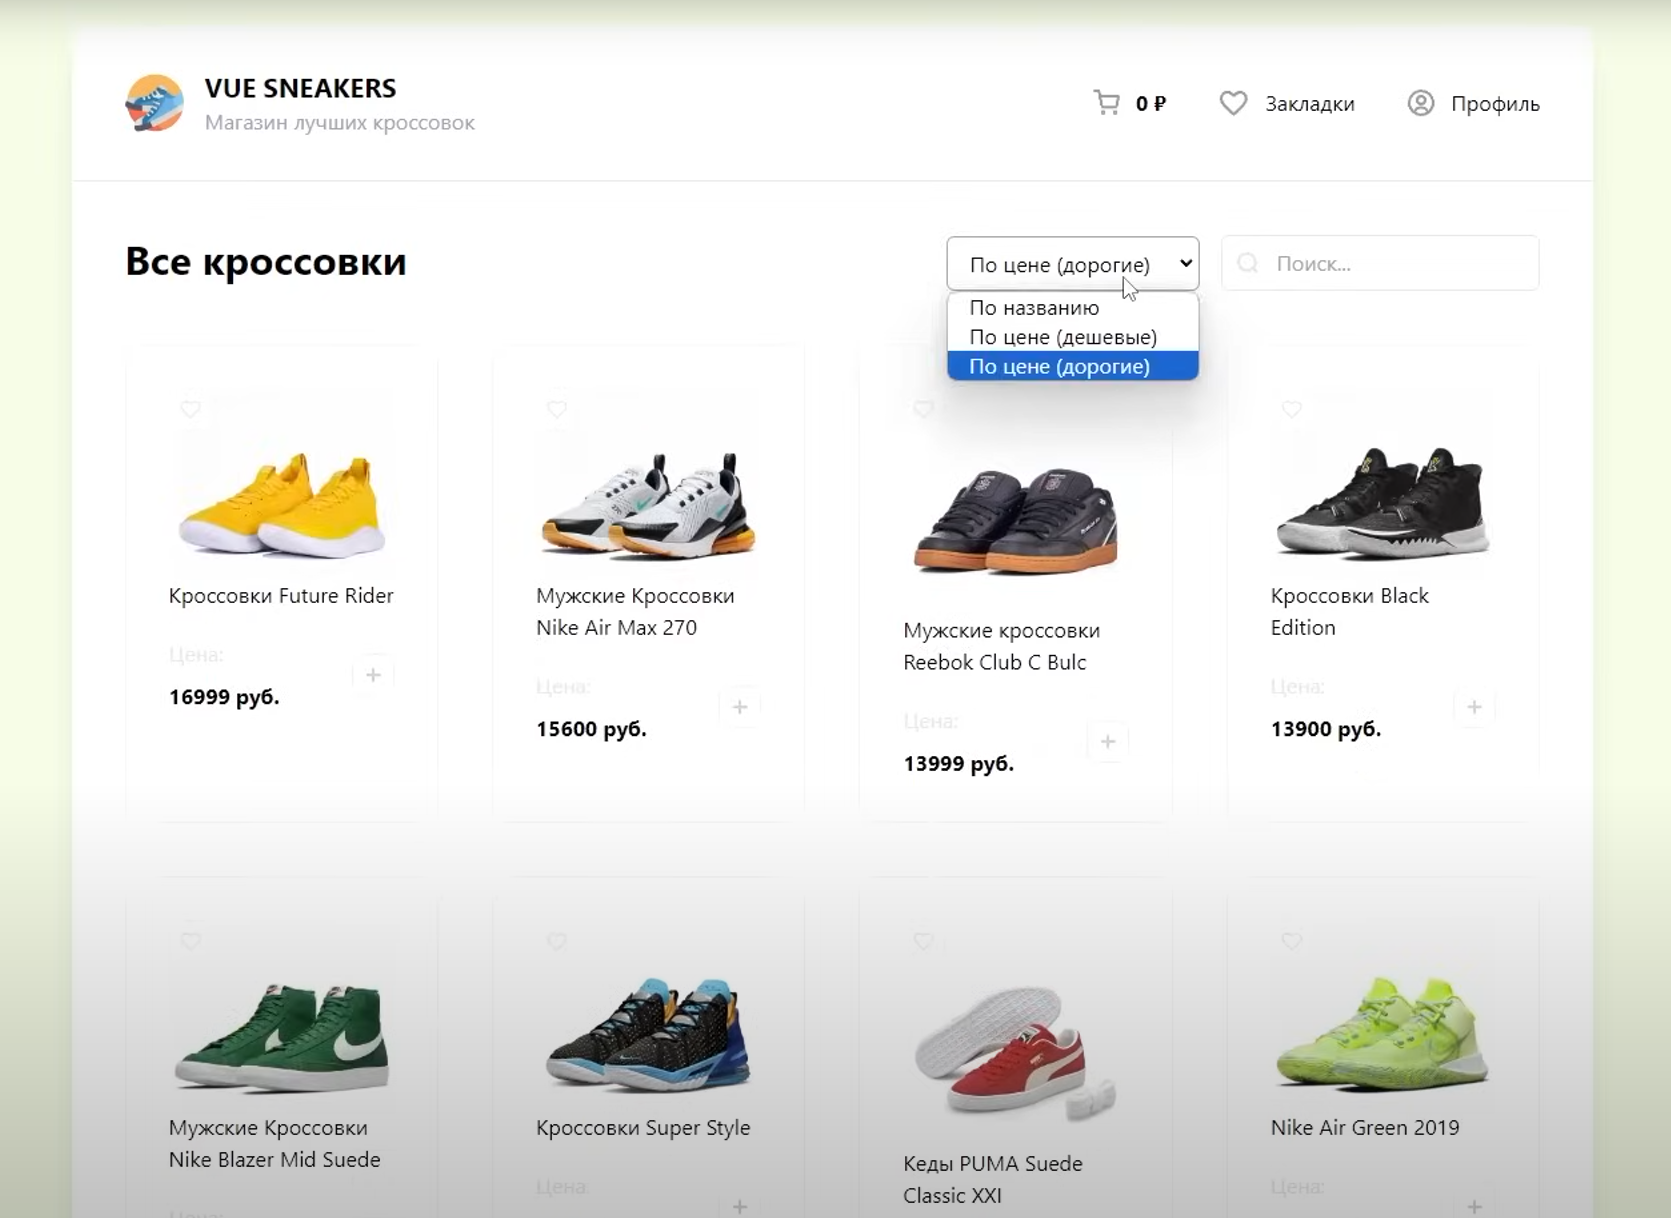 VUE SNEAKERS
Магазин лучших кроссовок
0 ₽
Закладки
Профиль
Все кроссовки
По цене (дорогие)
Поиск...
По названию
По цене (дешевые)
По цене (дорогие)
Кроссовки Future Rider
Цена:
16999 руб.
Мужские Кроссовки
Nike Air Max 270
Цена:
15600 руб.
Мужские кроссовки
Reebok Club C Bulc
Цена:
13999 руб.
Кроссовки Black
Edition
Цена:
13900 руб.
Мужские Кроссовки
Nike Blazer Mid Suede
Цена:
Кроссовки Super Style
Цена:
Кеды PUMA Suede
Classic XXI
Nike Air Green 2019
Цена: